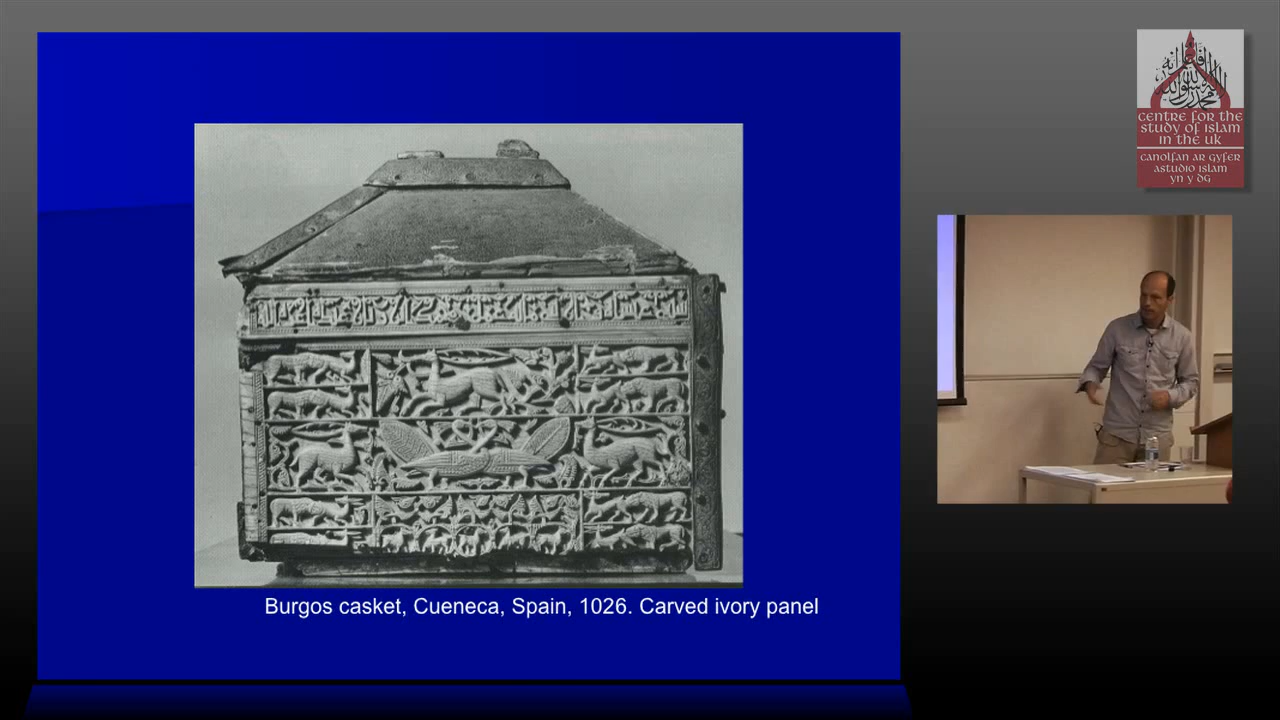 Burgos casket, Cueneca, Spain, 1026. Carved ivory panel
CENTRE FOR THE
STUDY OF ISLAM
IN THE UK
CANOLFAN AR GYFER
ASTUDIO ISLAM
YN Y DG